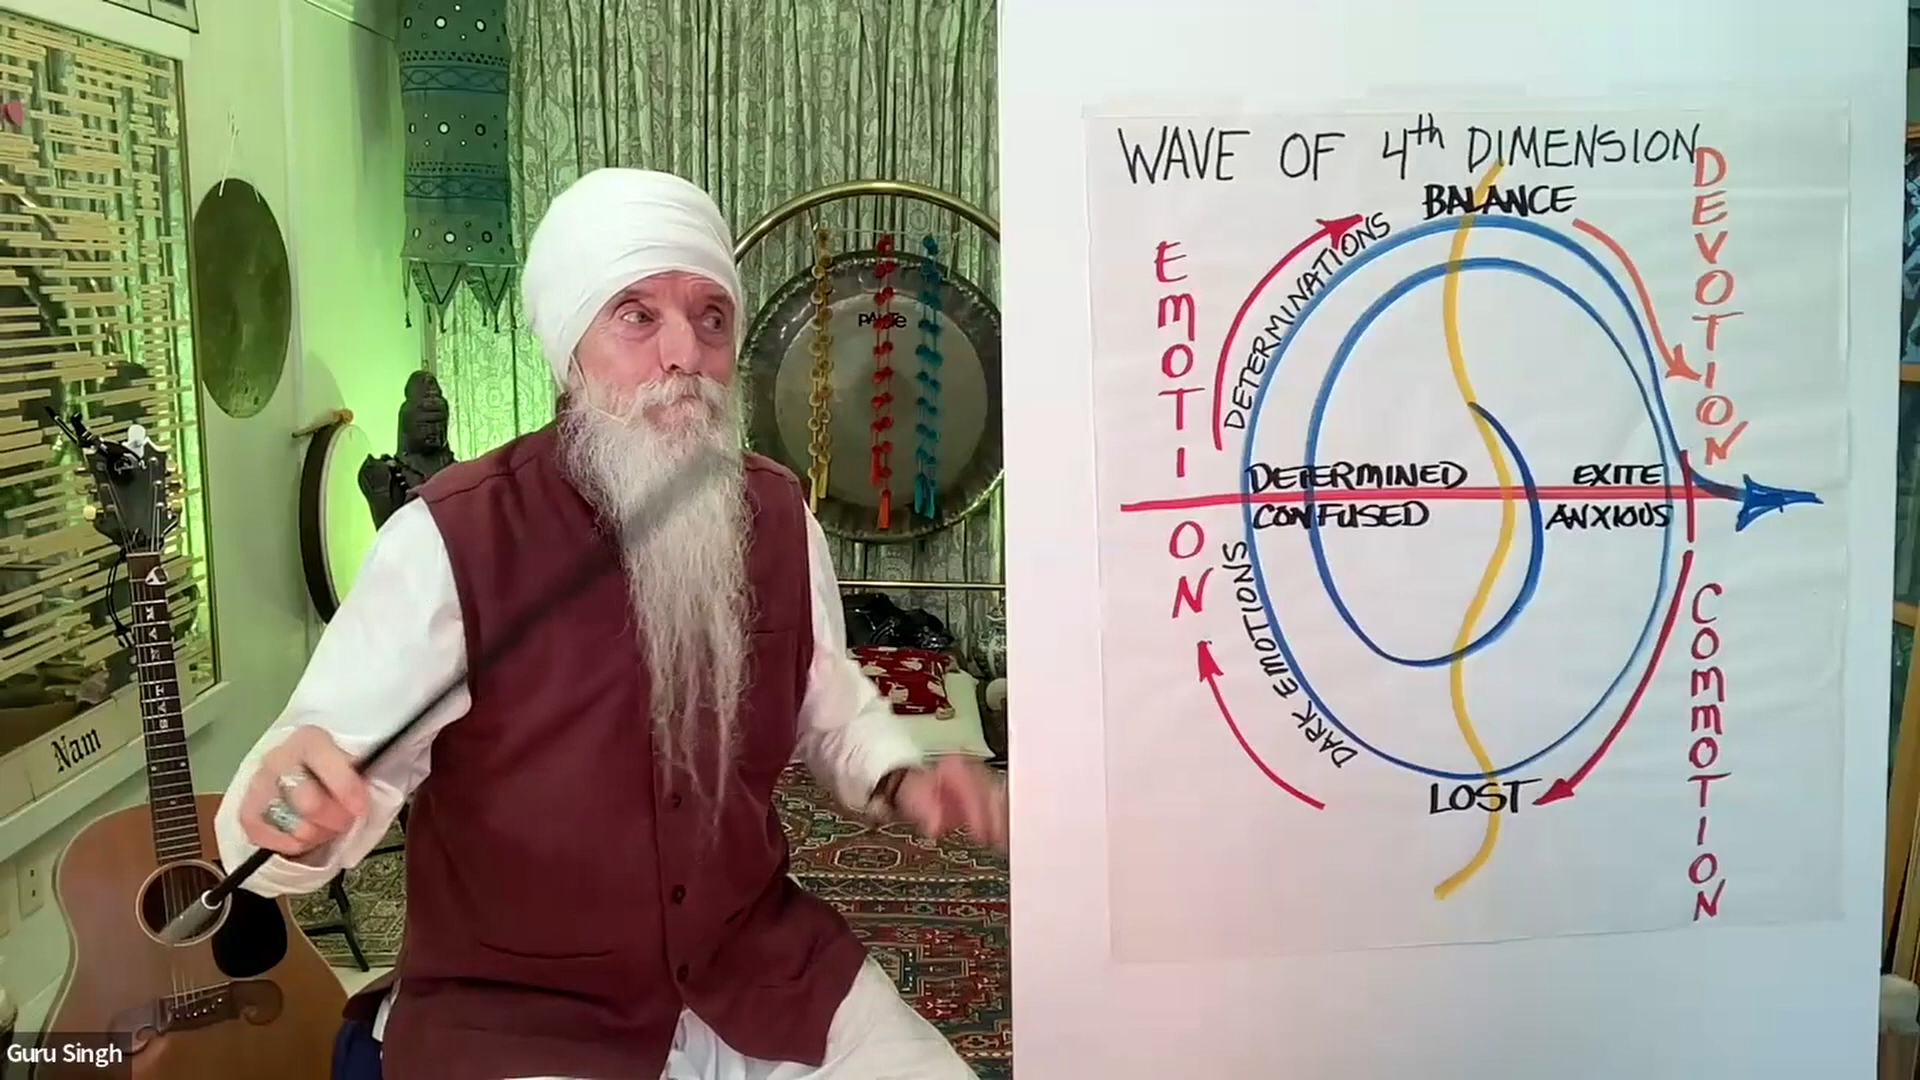 WAVE OF 4th DIMENSION
BALANCE
DEVOTION
EMOTION
DETERMINATIONS
DETERMINED
EXITE
CONFUSED
ANXIOUS
DARK EMOTIONS
COMMOTION
LOST
PAISTE
Nam
Guru Singh